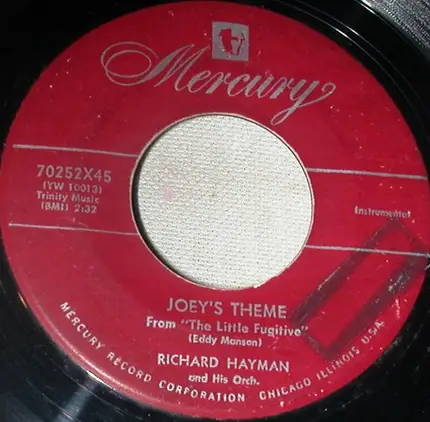 Mercury
70252X45
(YW 10013)
Trinity Music
(BMI) 2:32
Instrumental
JOEY'S THEME
From "The Little Fugitive"
(Eddy Manson)
RICHARD HAYMAN
and His Orch.
MERCURY RECORD CORPORATION CHICAGO ILLINOIS U.S.A.